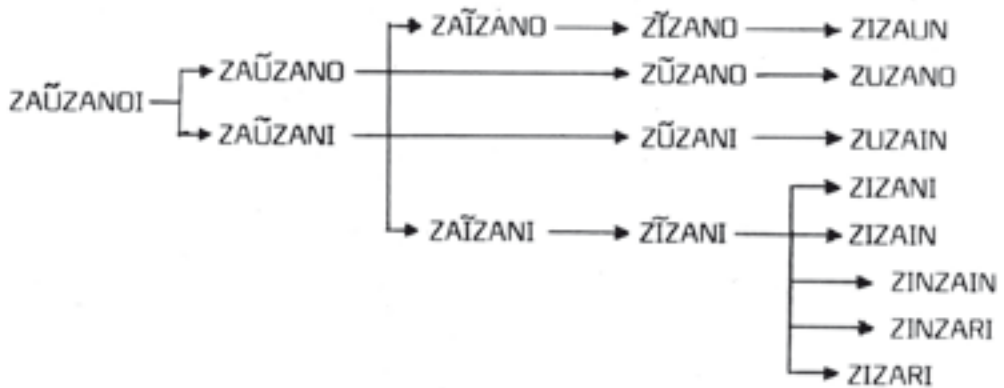 ZAĨZANO ZĨZANO ZIZAUN
ZAŨZANO ZŨZANO ZUZANO
ZAŨZANOI
ZAŨZANI ZŨZANI ZUZAIN
ZIZANI
ZAĨZANI ZĨZANI ZIZAIN
ZINZAIN
ZINZARI
ZIZARI